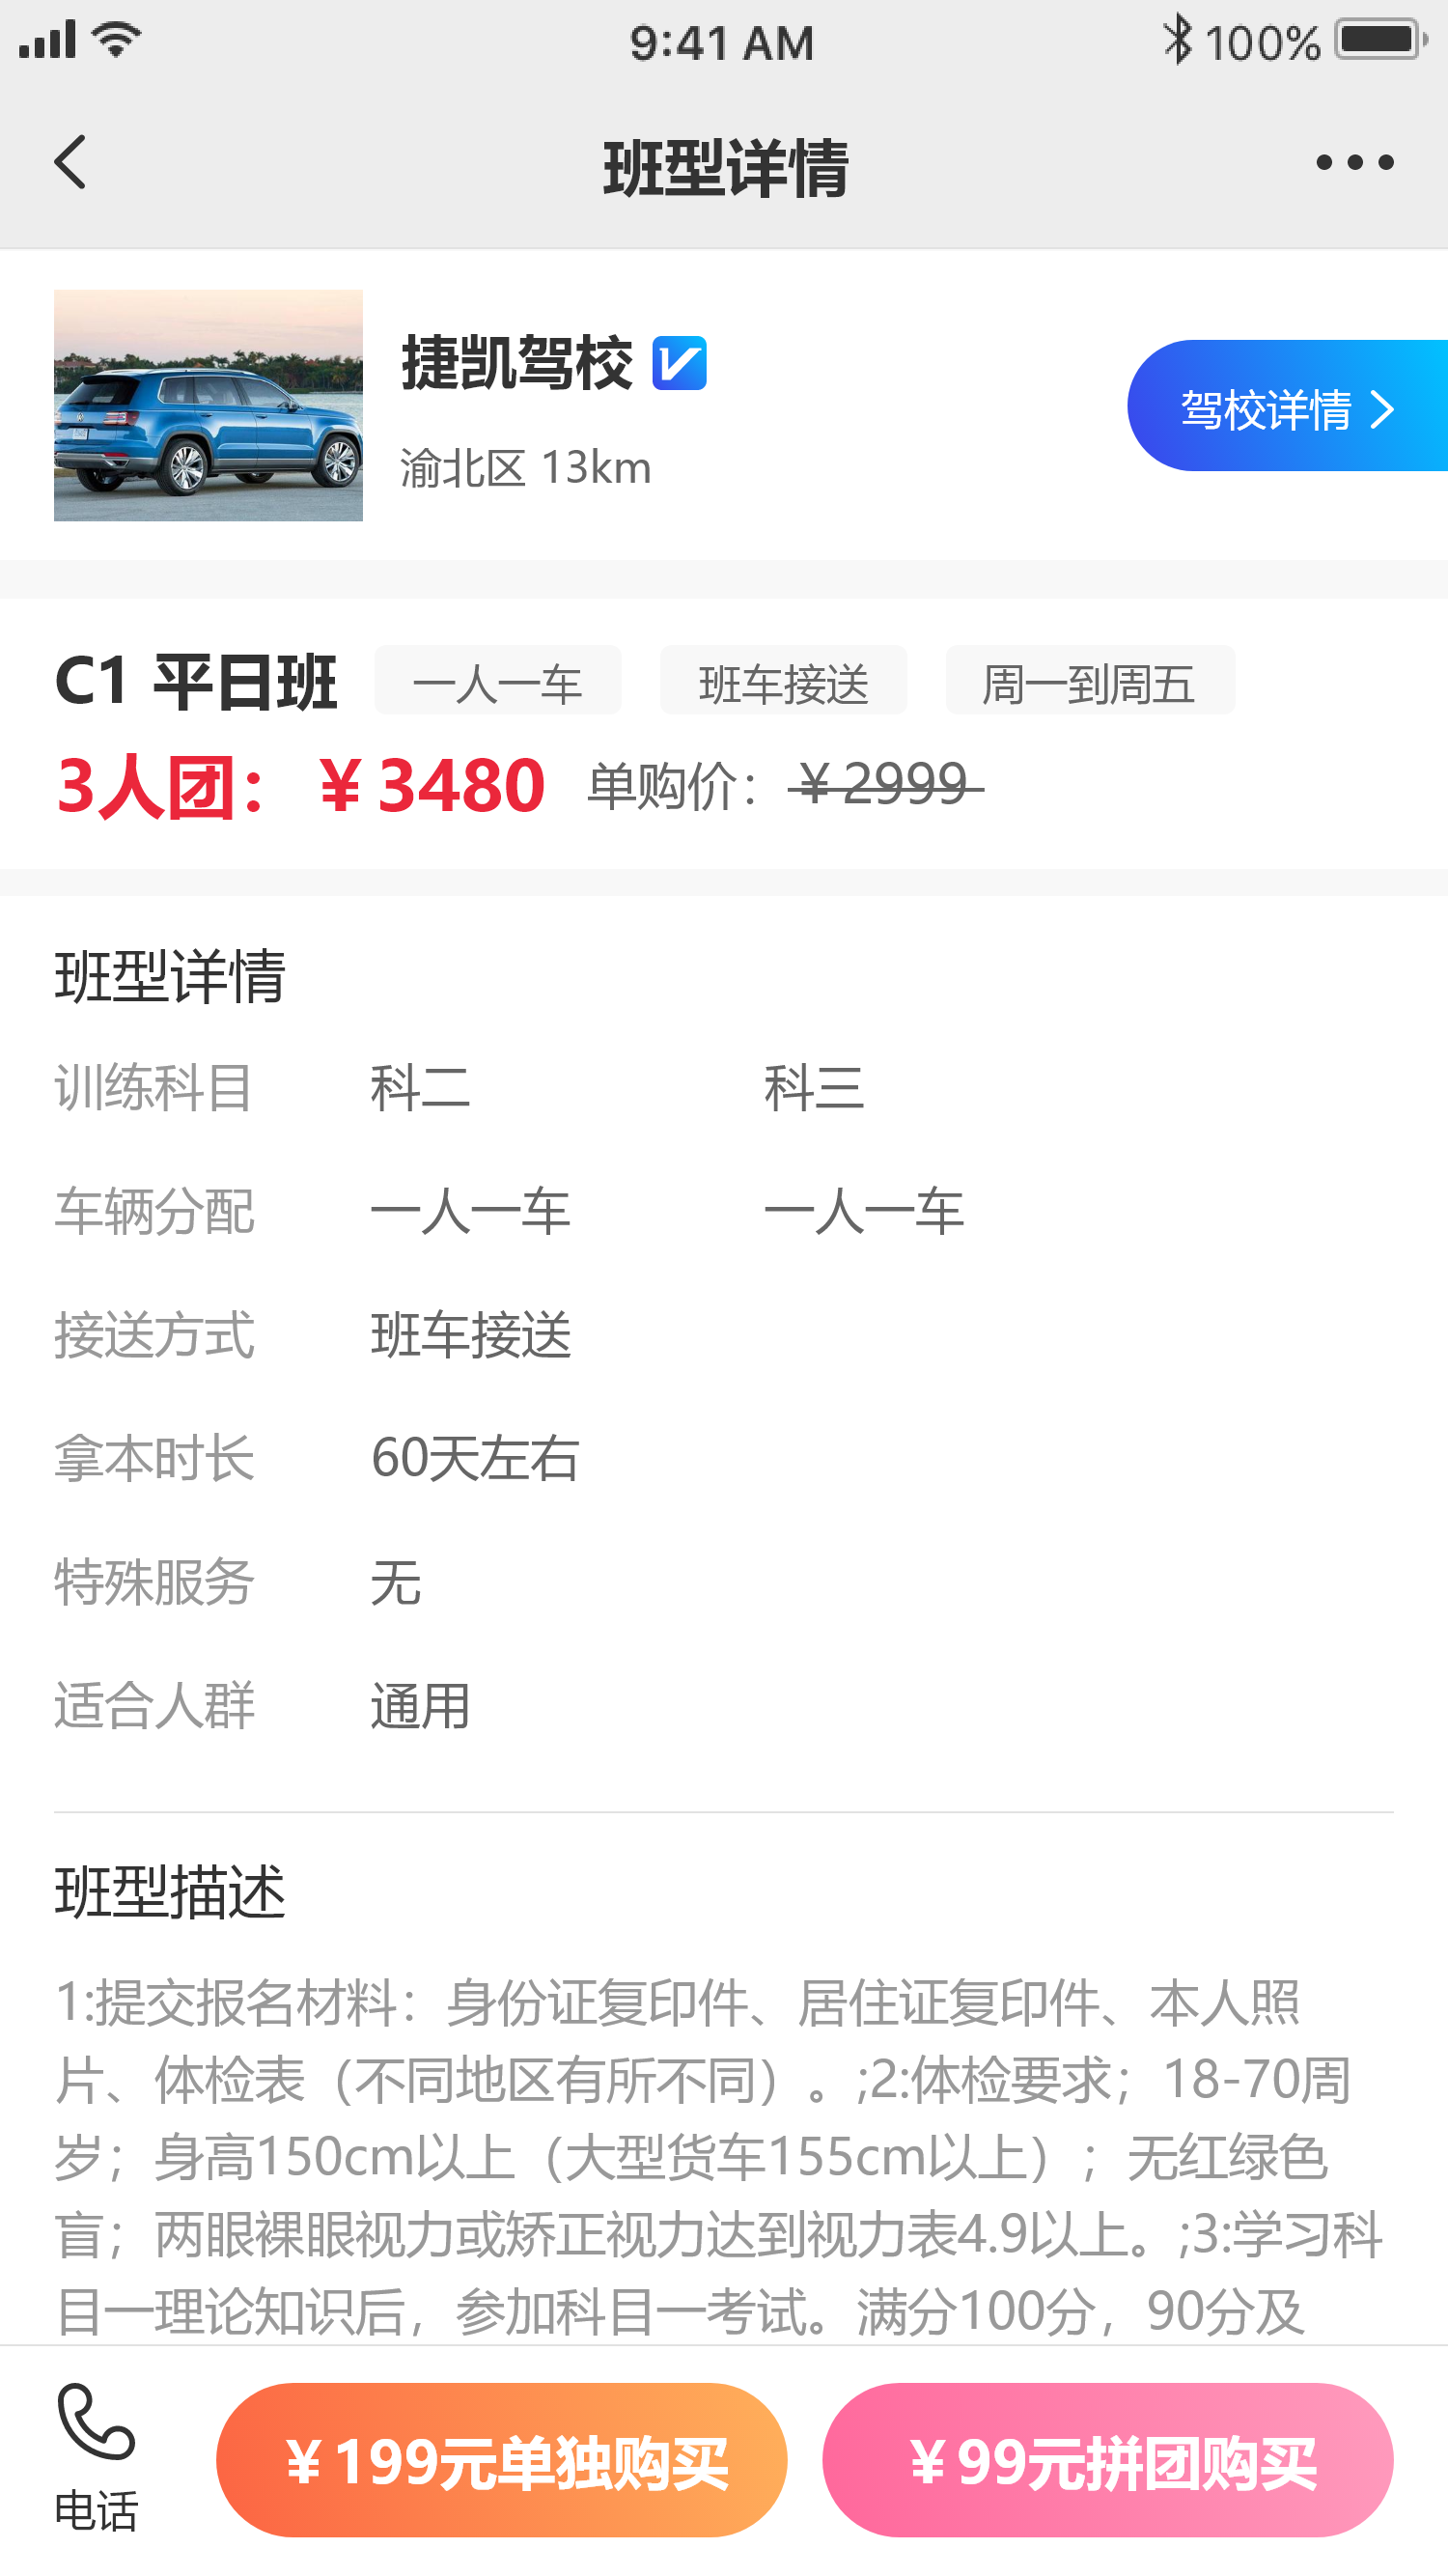 9:41 AM
100%
班型详情
捷凯驾校
渝北区 13km
驾校详情
C1 平日班 一人一车 班车接送 周一到周五
3人团：￥3480 单购价：￥2999
班型详情
训练科目 科二 科三
车辆分配 一人一车 一人一车
接送方式 班车接送
拿本时长 60天左右
特殊服务 无
适合人群 通用
班型描述
1:提交报名材料：身份证复印件、居住证复印件、本人照
片、体检表（不同地区有所不同）。;2:体检要求；18-70周
岁；身高150cm以上（大型货车155cm以上）；无红绿色
盲；两眼裸眼视力或矫正视力达到视力表4.9以上。;3:学习科
目一理论知识后，参加科目一考试。满分100分，90分及
电话
￥199元单独购买
￥99元拼团购买